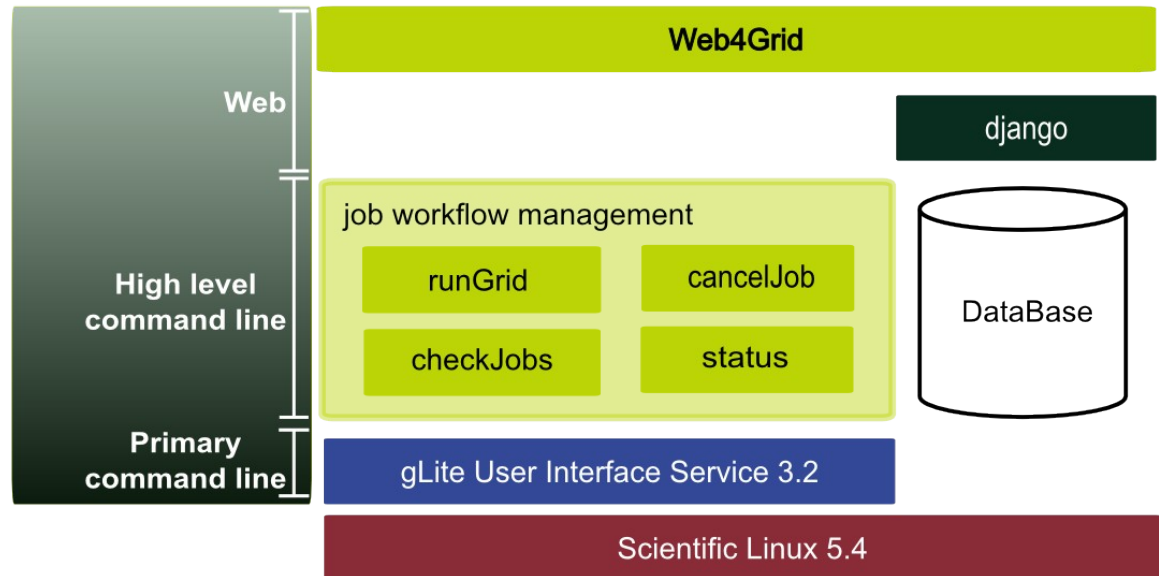 Web4Grid
Web
django
job workflow management
runGrid
cancelJob
High level
command line
DataBase
checkJobs
status
Primary
command line
gLite User Interface Service 3.2
Scientific Linux 5.4